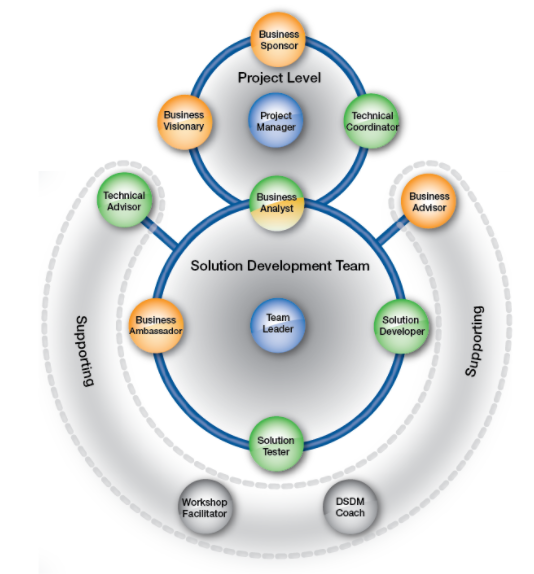 Business
Sponsor
Project Level
Business
Visionary
Project
Manager
Technical
Coordinator
Technical
Advisor
Business
Analyst
Business
Advisor
Solution Development Team
Business
Ambassador
Team
Leader
Solution
Developer
Supporting
Supporting
Solution
Tester
Workshop
Facilitator
DSDM
Coach